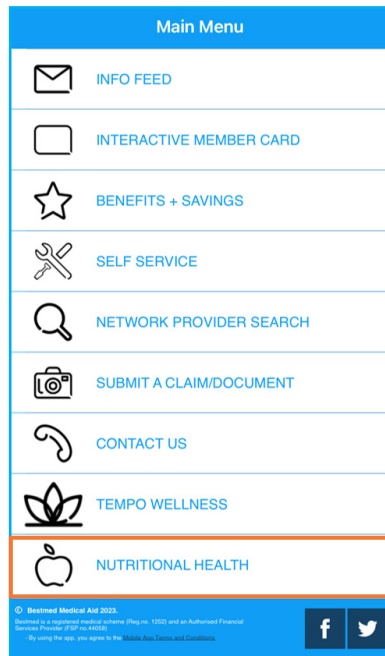 Main Menu
INFO FEED
INTERACTIVE MEMBER CARD
BENEFITS + SAVINGS
SELF SERVICE
NETWORK PROVIDER SEARCH
SUBMIT A CLAIM/DOCUMENT
CONTACT US
TEMPO WELLNESS
NUTRITIONAL HEALTH
© Bestmed Medical Aid 2023.
Bestmed is a registered medical scheme (Reg.no. 1252) and an Authorised Financial
Services Provider (FSP no.44058)
- By using the app, you agree to the Mobile App Terms and Conditions.